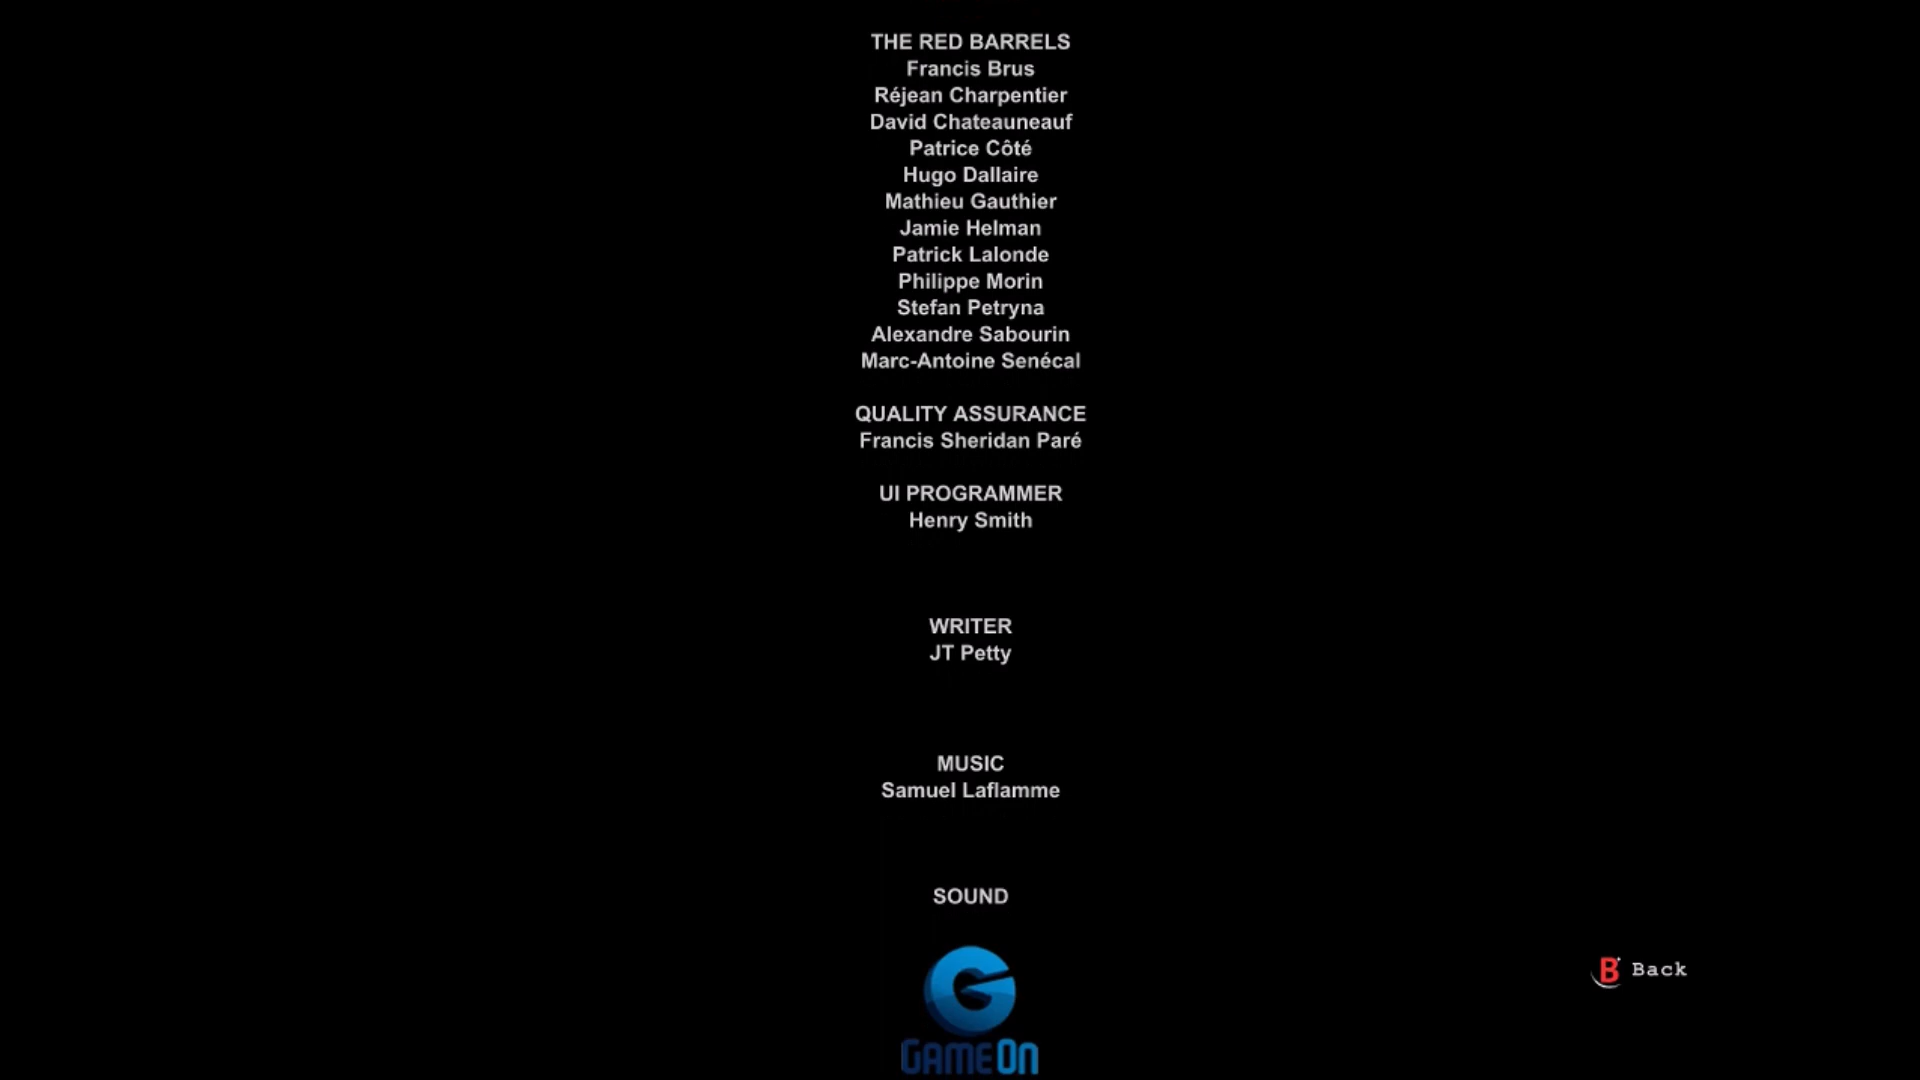 THE RED BARRELS
Francis Brus
Réjean Charpentier
David Chateauneauf
Patrice Côté
Hugo Dallaire
Mathieu Gauthier
Jamie Helman
Patrick Lalonde
Philippe Morin
Stefan Petryna
Alexandre Sabourin
Marc-Antoine Senécal
QUALITY ASSURANCE
Francis Sheridan Paré
UI PROGRAMMER
Henry Smith
WRITER
JT Petty
MUSIC
Samuel Laflamme
SOUND
GAMEON
B Back